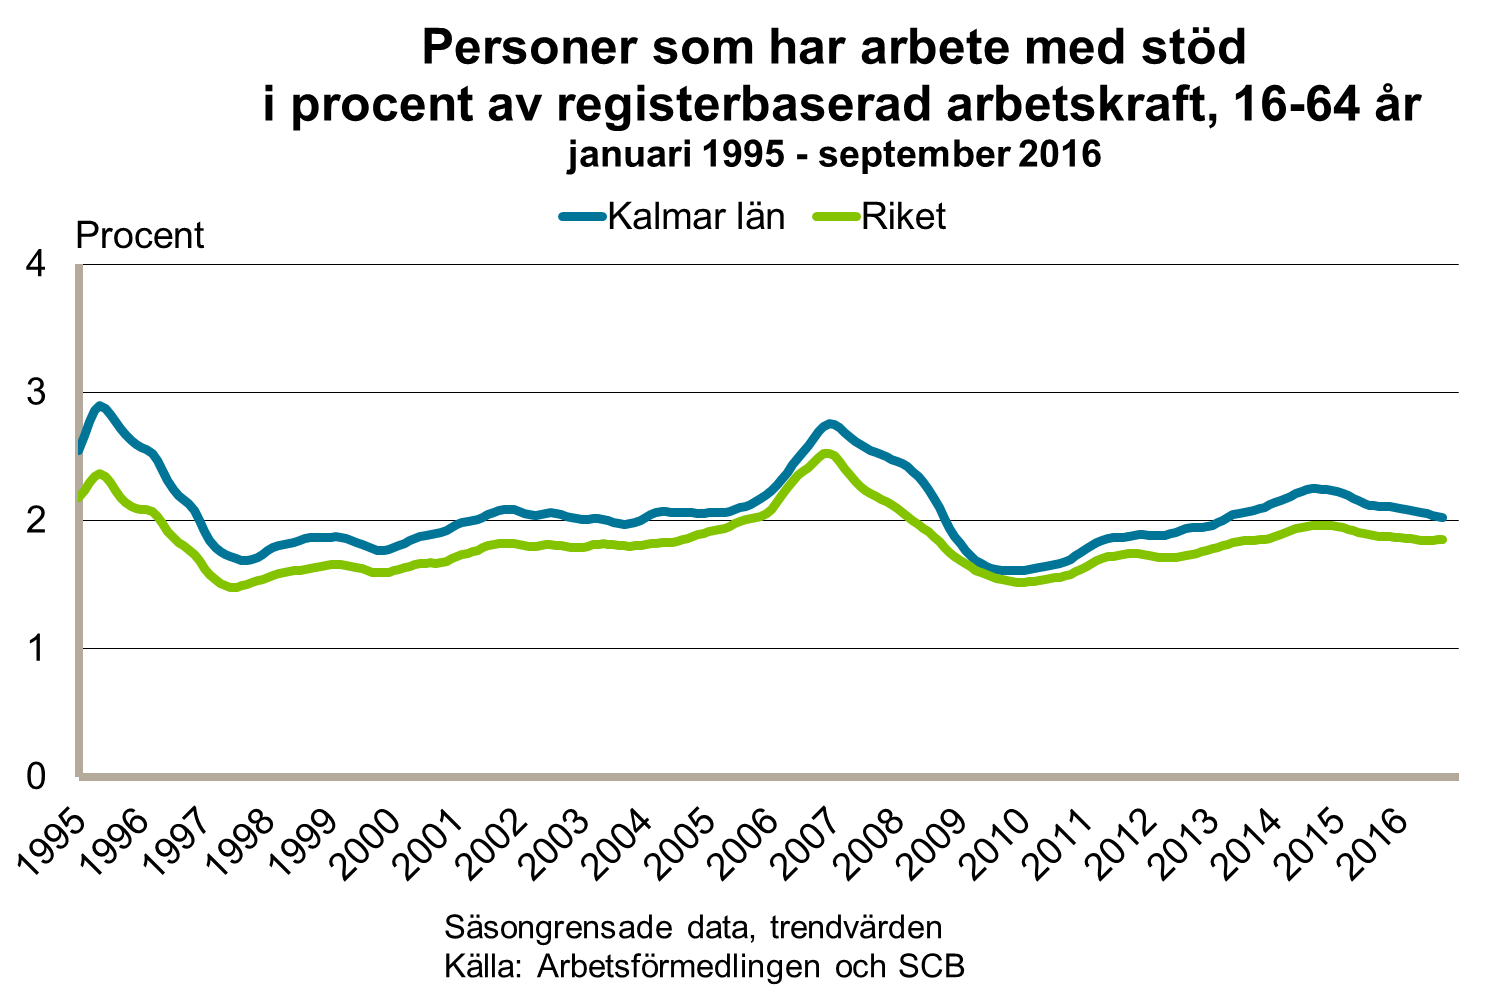 Personer som har arbete med stöd
i procent av registerbaserad arbetskraft, 16-64 år
januari 1995 - september 2016
Kalmar län Riket
Procent
4
3
2
1
0
1995 1996 1997 1998 1999 2000 2001 2002 2003 2004 2005 2006 2007 2008 2009 2010 2011 2012 2013 2014 2015 2016
Säsongrensade data, trendvärden
Källa: Arbetsförmedlingen och SCB